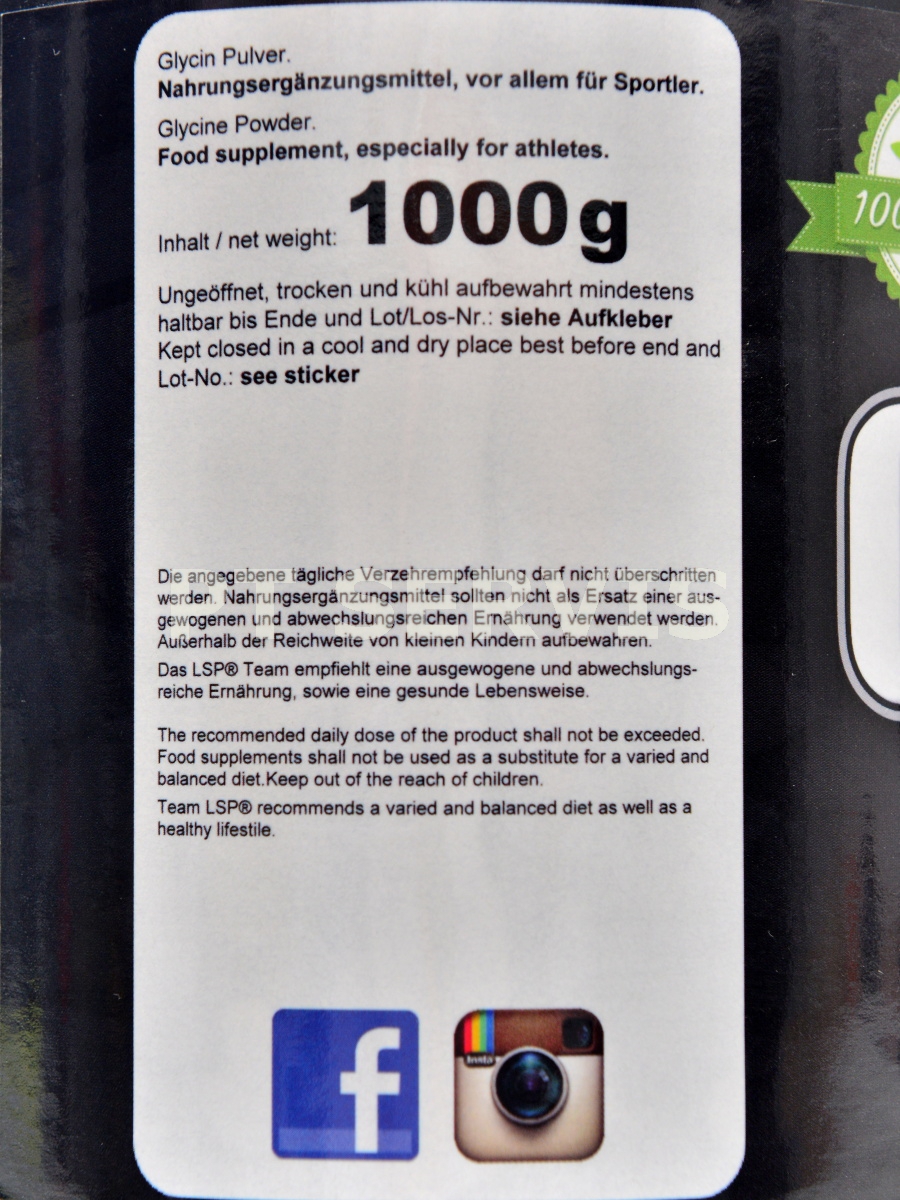 Glycin Pulver.
Nahrungsergänzungsmittel, vor allem für Sportler.
Glycine Powder.
Food supplement, especially for athletes.
Inhalt / net weight: 1000 g
Ungeöffnet, trocken und kühl aufbewahrt mindestens
haltbar bis Ende und Lot/Los-Nr.: siehe Aufkleber
Kept closed in a cool and dry place best before end and
Lot-No.: see sticker
Die angegebene tägliche Verzehrempfehlung darf nicht überschritten
werden. Nahrungsergänzungsmittel sollten nicht als Ersatz einer aus-
gewogenen und abwechslungsreichen Ernährung verwendet werden.
Außerhalb der Reichweite von kleinen Kindern aufbewahren.
Das LSP® Team empfiehlt eine ausgewogene und abwechslungs-
reiche Ernährung, sowie eine gesunde Lebensweise.
The recommended daily dose of the product shall not be exceeded.
Food supplements shall not be used as a substitute for a varied and
balanced diet.Keep out of the reach of children.
Team LSP® recommends a varied and balanced diet as well as a
healthy lifestile.
f
Insta
100